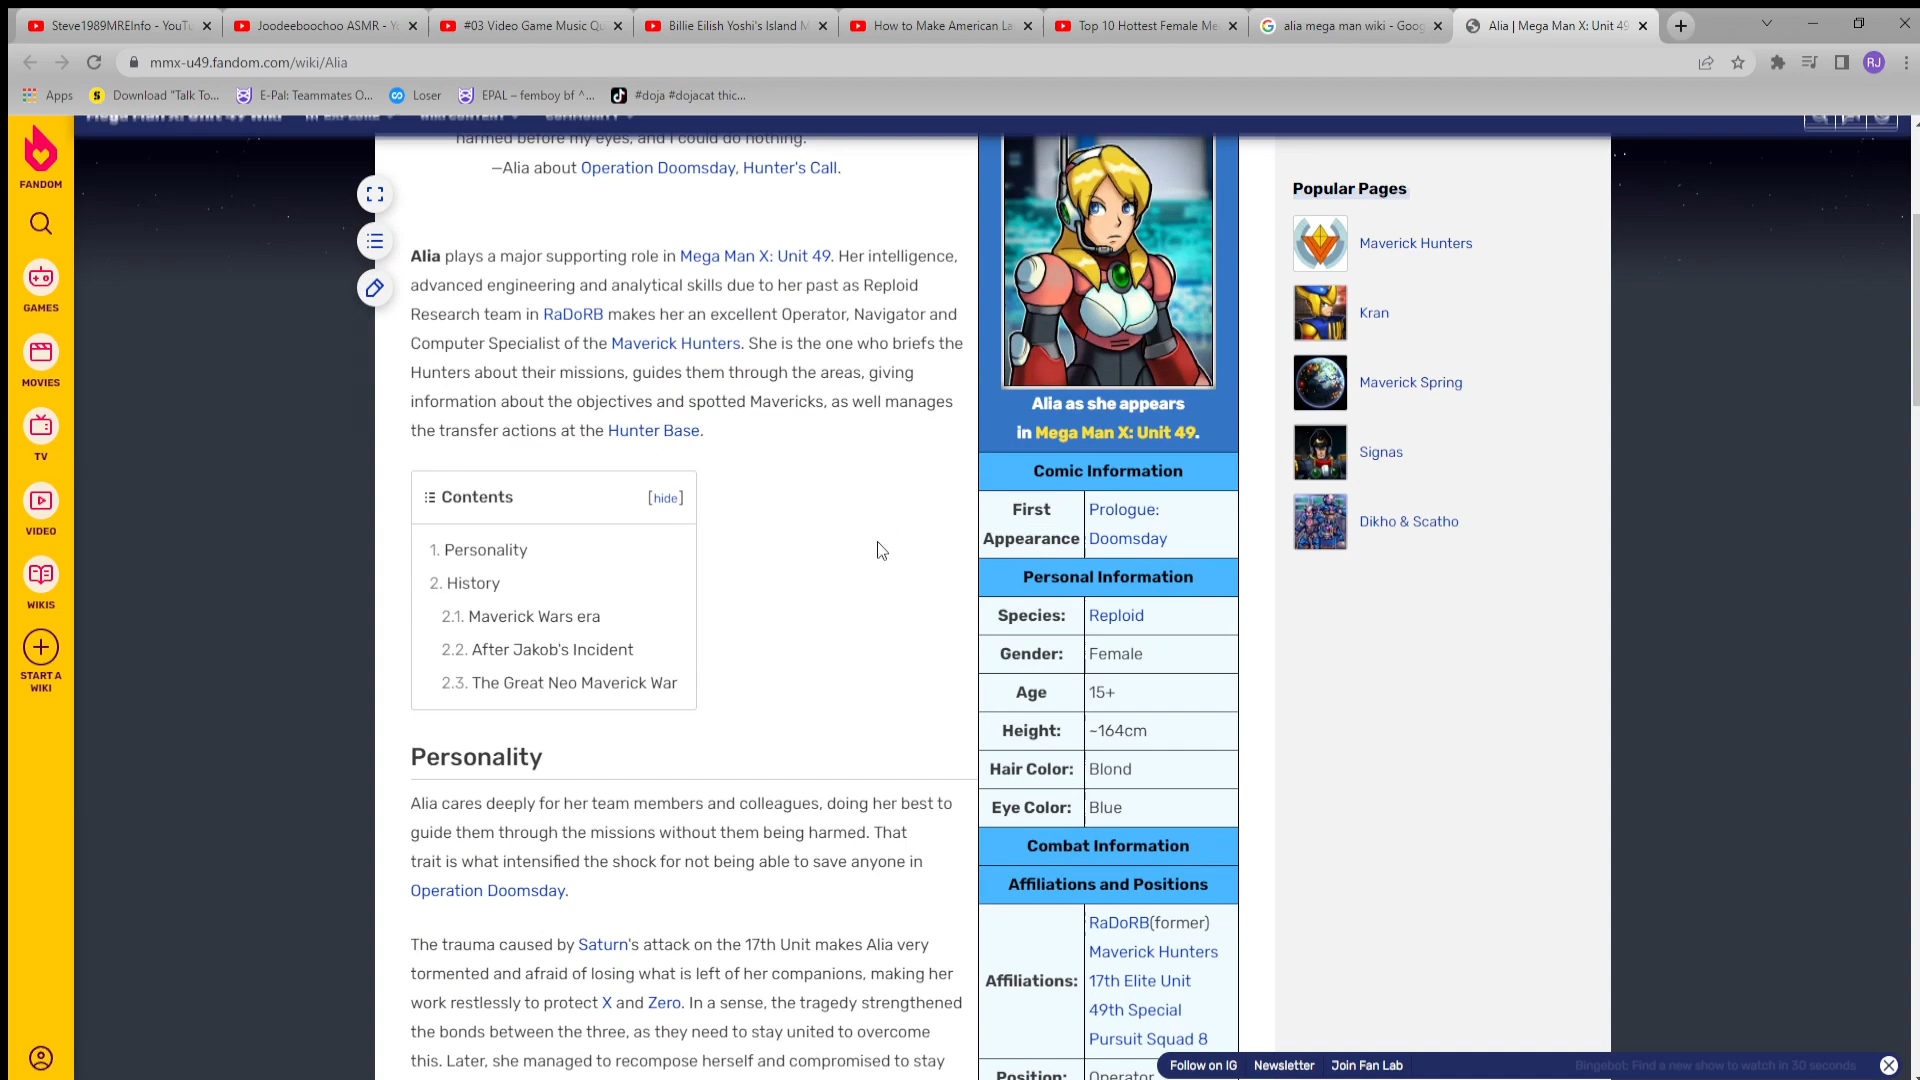 Steve1989MREInfo - YouTu
Joodeeboochoo ASMR - Yo
#03 Video Game Music Qu
Billie Eilish Yoshi's Island M
How to Make American La
Top 10 Hottest Female Me
alia mega man wiki - Goog
Alia | Mega Man X: Unit 49
mmx-u49.fandom.com/wiki/Alia
RJ
Apps
Download "Talk To...
E-Pal: Teammates O...
Loser
EPAL – femboy bf ^...
#doja #dojacat thic...
FANDOM
GAMES
MOVIES
TV
VIDEO
WIKIS
START A
WIKI
harmed before my eyes, and I could do nothing.
—Alia about Operation Doomsday, Hunter's Call.
Alia plays a major supporting role in Mega Man X: Unit 49. Her intelligence,
advanced engineering and analytical skills due to her past as Reploid
Research team in RaDoRB makes her an excellent Operator, Navigator and
Computer Specialist of the Maverick Hunters. She is the one who briefs the
Hunters about their missions, guides them through the areas, giving
information about the objectives and spotted Mavericks, as well manages
the transfer actions at the Hunter Base.
Contents [hide]
1. Personality
2. History
2.1. Maverick Wars era
2.2. After Jakob's Incident
2.3. The Great Neo Maverick War
Personality
Alia cares deeply for her team members and colleagues, doing her best to
guide them through the missions without them being harmed. That
trait is what intensified the shock for not being able to save anyone in
Operation Doomsday.
The trauma caused by Saturn's attack on the 17th Unit makes Alia very
tormented and afraid of losing what is left of her companions, making her
work restlessly to protect X and Zero. In a sense, the tragedy strengthened
the bonds between the three, as they need to stay united to overcome
this. Later, she managed to recompose herself and compromised to stay
Alia as she appears
in Mega Man X: Unit 49.
Comic Information
First Appearance
Prologue:
Doomsday
Personal Information
Species: Reploid
Gender: Female
Age 15+
Height: ~164cm
Hair Color: Blond
Eye Color: Blue
Combat Information
Affiliations and Positions
Affiliations:
RaDoRB(former)
Maverick Hunters
17th Elite Unit
49th Special
Pursuit Squad 8
Position: Operator
Popular Pages
Maverick Hunters
Kran
Maverick Spring
Signas
Dikho & Scatho
Follow on IG
Newsletter
Join Fan Lab
Bingebot: Find a new show to watch in 30 seconds